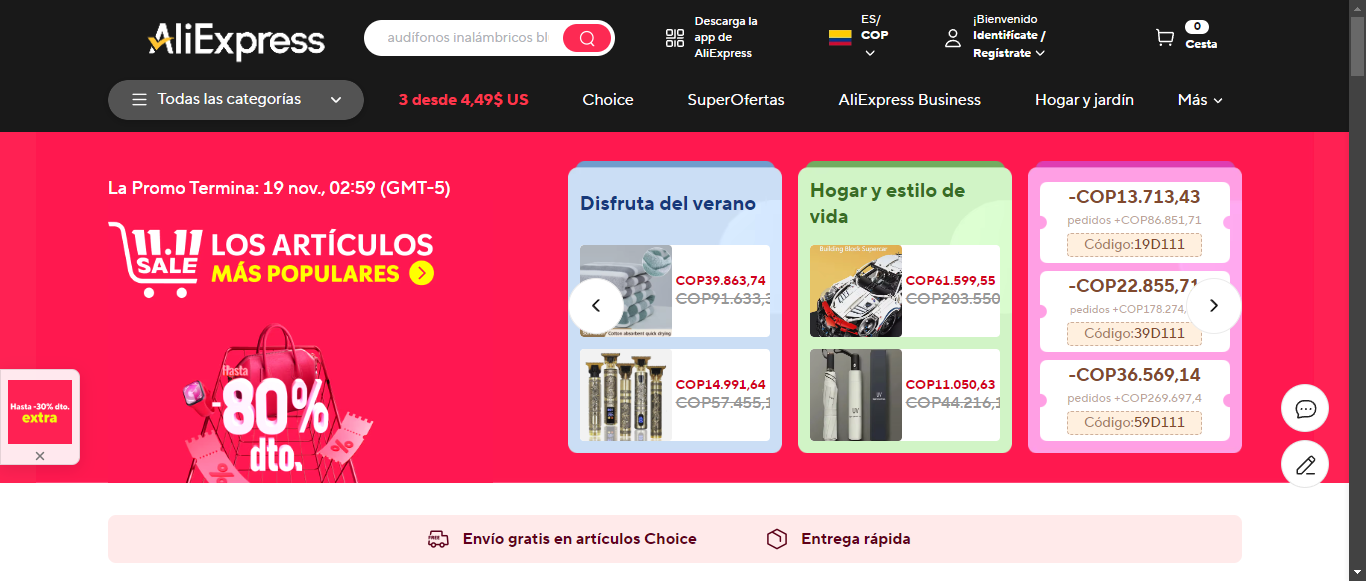 AliExpress
audífonos inalámbricos bl
Descarga la
app de
AliExpress
ES/
COP
¡Bienvenido
Identifícate /
Regístrate
0
Cesta
Todas las categorías
3 desde 4,49$ US
Choice
SuperOfertas
AliExpress Business
Hogar y jardín
Más
La Promo Termina: 19 nov., 02:59 (GMT-5)
11.11
SALE
LOS ARTÍCULOS
MÁS POPULARES
Hasta
-80%
dto.
Disfruta del verano
COP39.863,74
COP91.633,3
Cotton absorbent quick drying
COP14.991,64
COP57.455,1
Hogar y estilo de
vida
Building Block Supercar
COP61.599,55
COP203.550
UV
UV
COP11.050,63
COP44.216,1
-COP13.713,43
pedidos +COP86.851,71
Código:19D111
-COP22.855,71
pedidos +COP178.274,
Código:39D111
-COP36.569,14
pedidos +COP269.697,4
Código:59D111
Hasta -30% dto.
extra
Envío gratis en artículos Choice
Entrega rápida